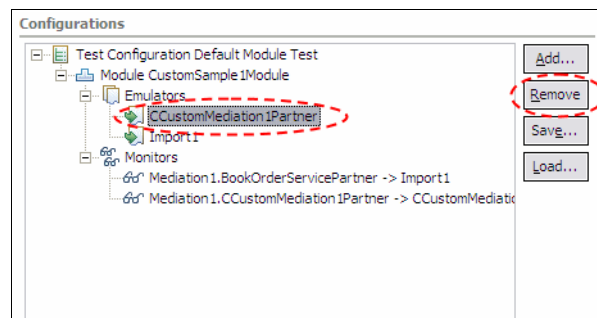 Configurations
Test Configuration Default Module Test
Module CustomSample1Module
Emulators
CCustomMediation1Partner
Import1
Monitors
Mediation1.BookOrderServicePartner -> Import1
Mediation1.CCustomMediation1Partner -> CCustomMediatic
Add...
Remove
Save...
Load...